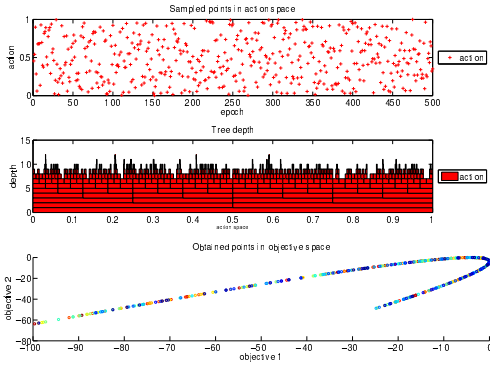 Sampled points in action space
1
0.5
0
action
0 50 100 150 200 250 300 350 400 450 500
epoch
action
Tree depth
15
10
5
0
depth
0 0.1 0.2 0.3 0.4 0.5 0.6 0.7 0.8 0.9 1
action space
action
Obtained points in objective space
0
-20
-40
-60
-80
objective 2
-100 -90 -80 -70 -60 -50 -40 -30 -20 -10 0
objective 1